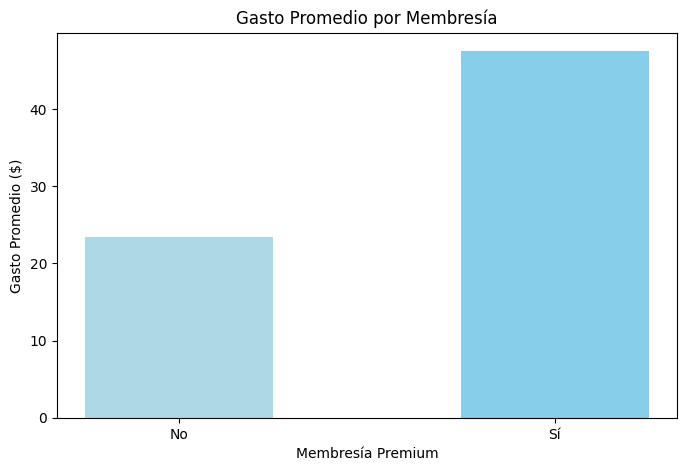 Gasto Promedio por Membresía
Gasto Promedio ($)
40
30
20
10
0
No
Sí
Membresía Premium